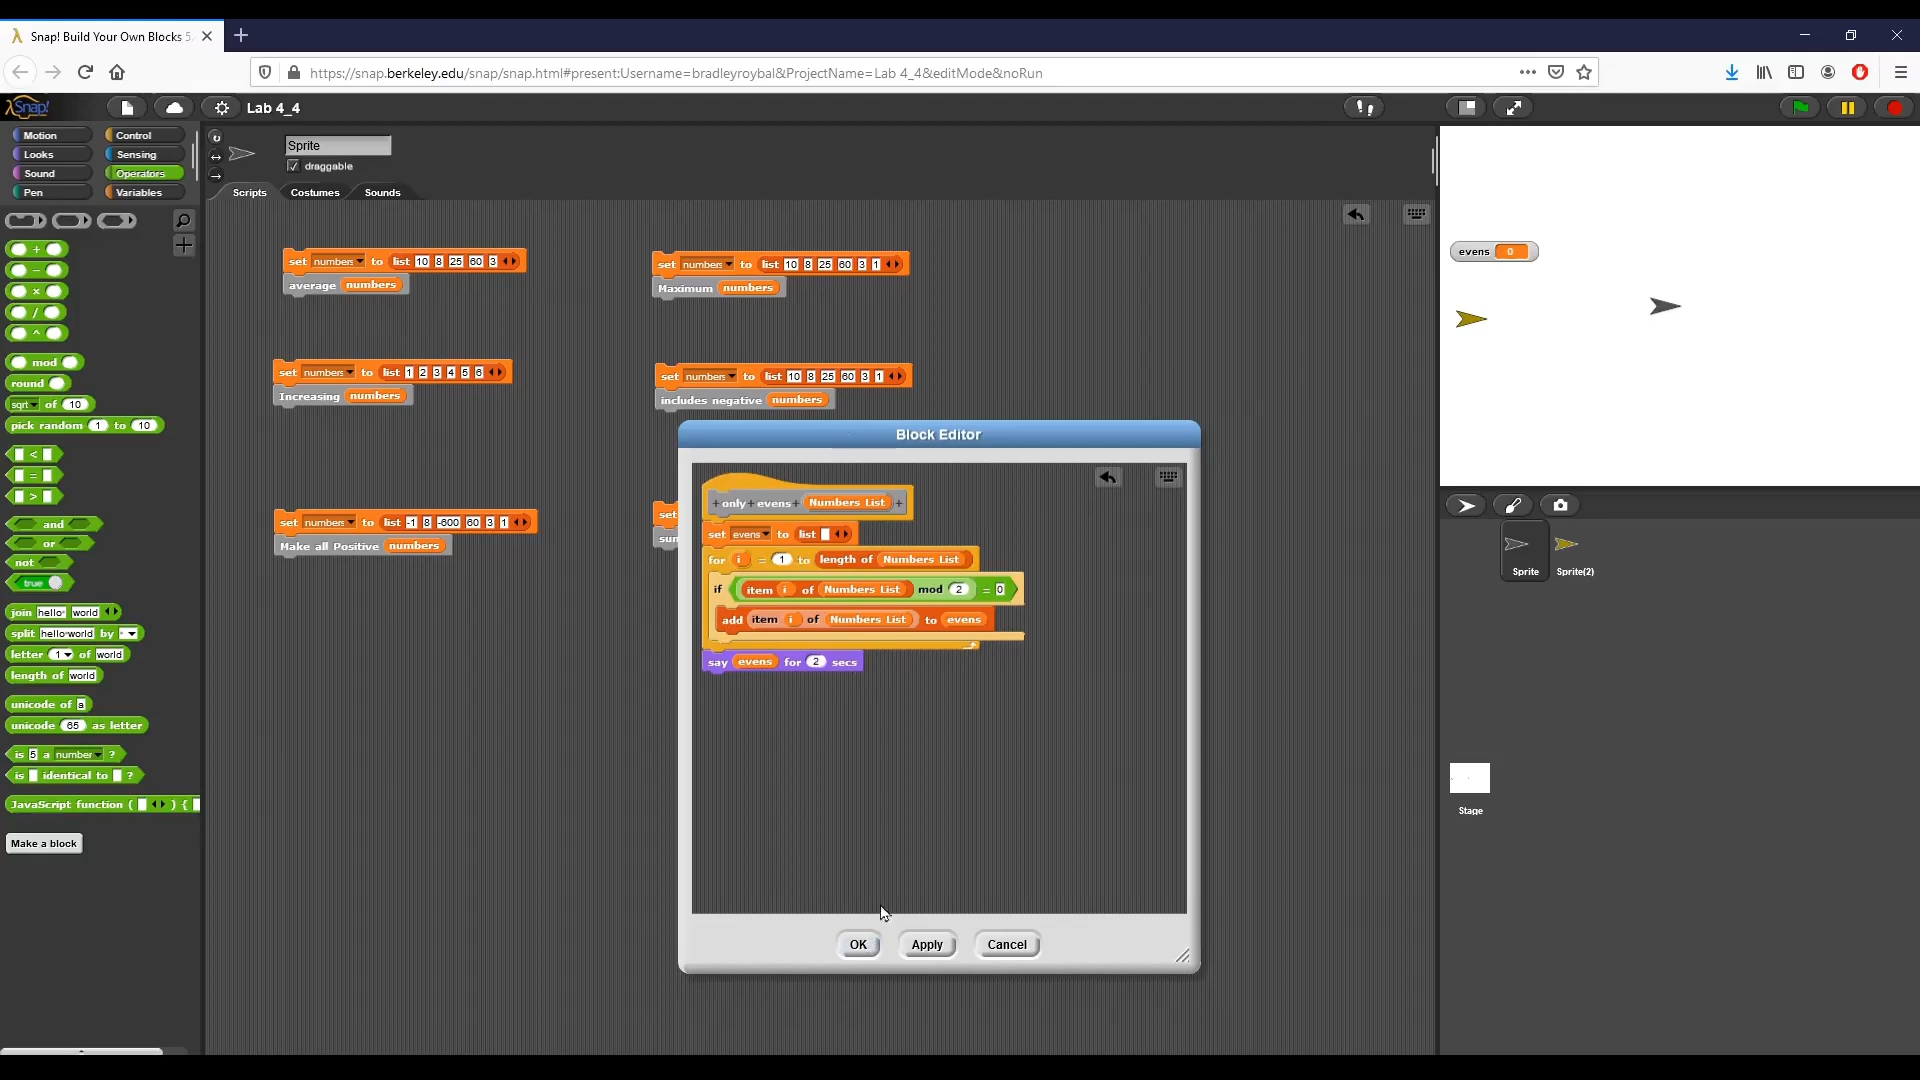 Snap! Build Your Own Blocks 5.
https://snap.berkeley.edu/snap/snap.html#present:Username=bradleyroybal&ProjectName=Lab 4_4&editMode&noRun
Snap!
Lab 4_4
Motion Control
Looks Sensing
Sound Operators
Pen Variables
Sprite
draggable
Scripts Costumes Sounds
+
−
×
/
^
mod
round
sqrt of 10
pick random 1 to 10
<
=
>
and
or
not
true
join hello world
split hello world by
letter 1 of world
length of world
unicode of a
unicode 65 as letter
is 5 a number ?
is identical to ?
JavaScript function ( ) {
Make a block
set numbers to list 10 8 25 60 3
average numbers
set numbers to list 10 8 25 60 3 1
Maximum numbers
set numbers to list 1 2 3 4 5 6
Increasing numbers
set numbers to list 10 8 25 60 3 1
includes negative numbers
set numbers to list -1 8 -600 60 3 1
Make all Positive numbers
set
sum
Block Editor
+ only + evens + Numbers List +
set evens to list
for i = 1 to length of Numbers List
if item i of Numbers List mod 2 = 0
add item i of Numbers List to evens
say evens for 2 secs
OK Apply Cancel
evens 0
Sprite Sprite(2)
Stage